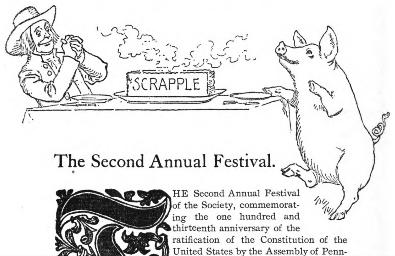 SCRAPPLE
The Second Annual Festival.
THE Second Annual Festival
of the Society, commemorat-
ing the one hundred and
thirteenth anniversary of the
ratification of the Constitution of the
United States by the Assembly of Penn-